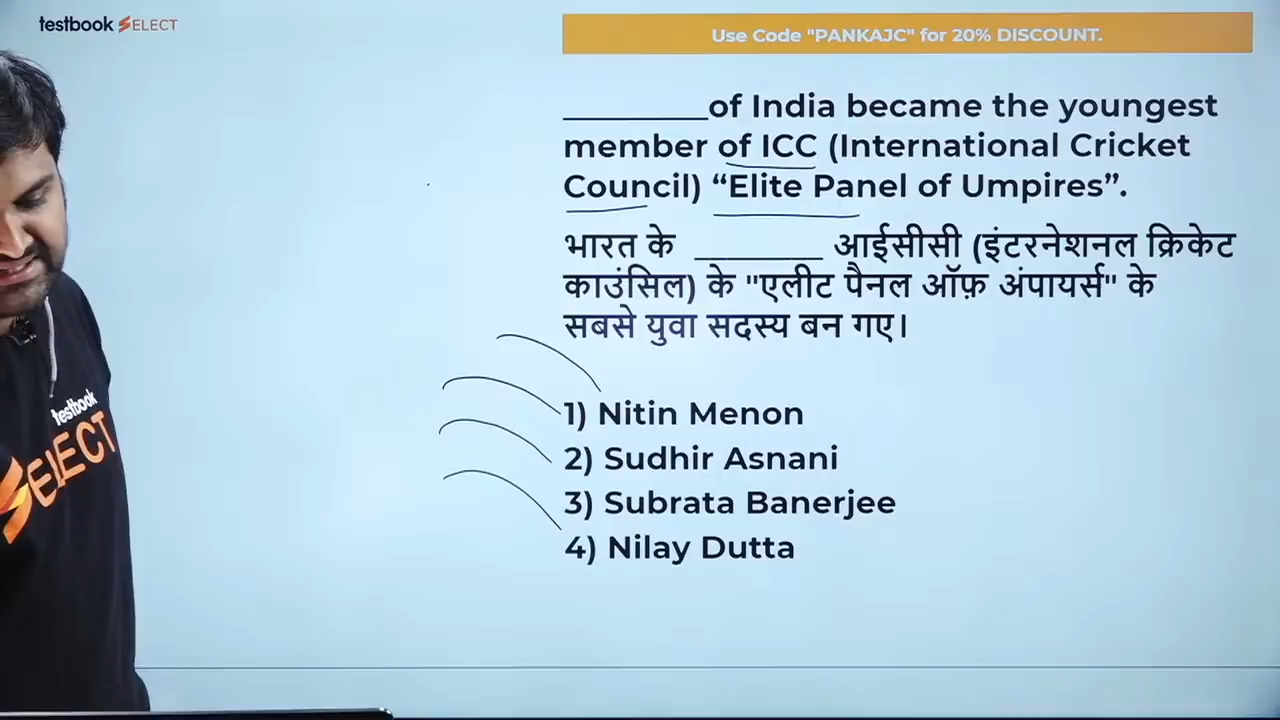 testbook SELECT
Use Code "PANKAJC" for 20% DISCOUNT.
________of India became the youngest
member of ICC (International Cricket
Council) “Elite Panel of Umpires”.
भारत के _______ आईसीसी (इंटरनेशनल क्रिकेट
काउंसिल) के "एलीट पैनल ऑफ़ अंपायर्स" के
सबसे युवा सदस्य बन गए।
1) Nitin Menon
2) Sudhir Asnani
3) Subrata Banerjee
4) Nilay Dutta
testbook
SELECT